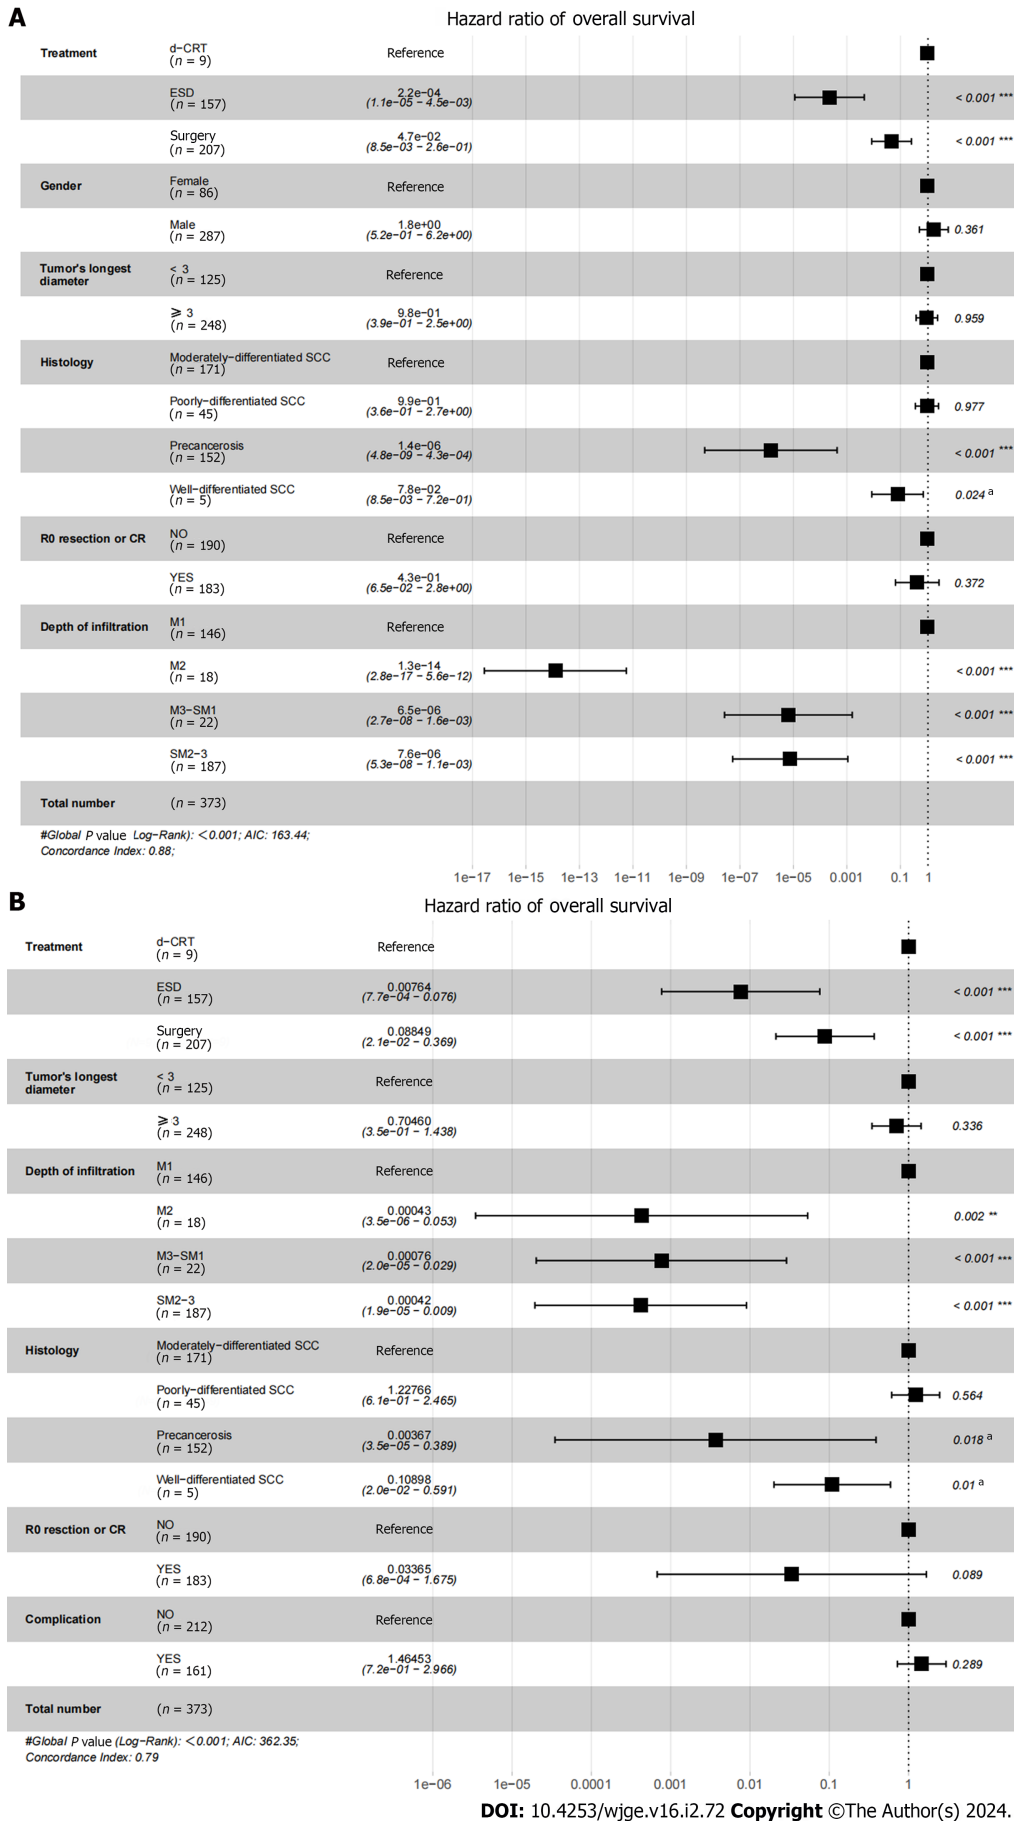 A
Hazard ratio of overall survival
Treatment d−CRT Reference
(n = 9)
ESD 2.2e−04 < 0.001 ***
(n = 157) (1.1e−05 − 4.5e−03)
Surgery 4.7e−02 < 0.001 ***
(n = 207) (8.5e−03 − 2.6e−01)
Gender Female Reference
(n = 86)
Male 1.8e+00 0.361
(n = 287) (5.2e−01 − 6.2e+00)
Tumor's longest < 3 Reference
diameter (n = 125)
⩾ 3 9.8e−01 0.959
(n = 248) (3.9e−01 − 2.5e+00)
Histology Moderately−differentiated SCC Reference
(n = 171)
Poorly−differentiated SCC 9.9e−01 0.977
(n = 45) (3.6e−01 − 2.7e+00)
Precancerosis 1.4e−06 < 0.001 ***
(n = 152) (4.8e−09 − 4.3e−04)
Well−differentiated SCC 7.8e−02 0.024 a
(n = 5) (8.5e−03 − 7.2e−01)
R0 resection or CR NO Reference
(n = 190)
YES 4.3e−01 0.372
(n = 183) (6.5e−02 − 2.8e+00)
Depth of infiltration M1 Reference
(n = 146)
M2 1.3e−14 < 0.001 ***
(n = 18) (2.8e−17 − 5.6e−12)
M3−SM1 6.5e−06 < 0.001 ***
(n = 22) (2.7e−08 − 1.6e−03)
SM2−3 7.6e−06 < 0.001 ***
(n = 187) (5.3e−08 − 1.1e−03)
Total number (n = 373)
#Global P value Log−Rank): <0.001; AIC: 163.44;
Concordance Index: 0.88;
1e−17 1e−15 1e−13 1e−11 1e−09 1e−07 1e−05 0.001 0.1 1
B
Hazard ratio of overall survival
Treatment d−CRT Reference
(n = 9)
ESD 0.00764 < 0.001 ***
(n = 157) (7.7e−04 − 0.076)
Surgery 0.08849 < 0.001 ***
(n = 207) (2.1e−02 − 0.369)
Tumor's longest < 3 Reference
diameter (n = 125)
⩾ 3 0.70460 0.336
(n = 248) (3.5e−01 − 1.438)
Depth of infiltration M1 Reference
(n = 146)
M2 0.00043 0.002 **
(n = 18) (3.5e−06 − 0.053)
M3−SM1 0.00076 < 0.001 ***
(n = 22) (2.0e−05 − 0.029)
SM2−3 0.00042 < 0.001 ***
(n = 187) (1.9e−05 − 0.009)
Histology Moderately−differentiated SCC Reference
(n = 171)
Poorly−differentiated SCC 1.22766 0.564
(n = 45) (6.1e−01 − 2.465)
Precancerosis 0.00367 0.018 a
(n = 152) (3.5e−05 − 0.389)
Well−differentiated SCC 0.10898 0.01 a
(n = 5) (2.0e−02 − 0.591)
R0 resction or CR NO Reference
(n = 190)
YES 0.03365 0.089
(n = 183) (6.8e−04 − 1.675)
Complication NO Reference
(n = 212)
YES 1.46453 0.289
(n = 161) (7.2e−01 − 2.966)
Total number (n = 373)
#Global P value (Log−Rank): <0.001; AIC: 362.35;
Concordance Index: 0.79
1e−06 1e−05 0.0001 0.001 0.01 0.1 1
DOI: 10.4253/wjge.v16.i2.72 Copyright ©The Author(s) 2024.